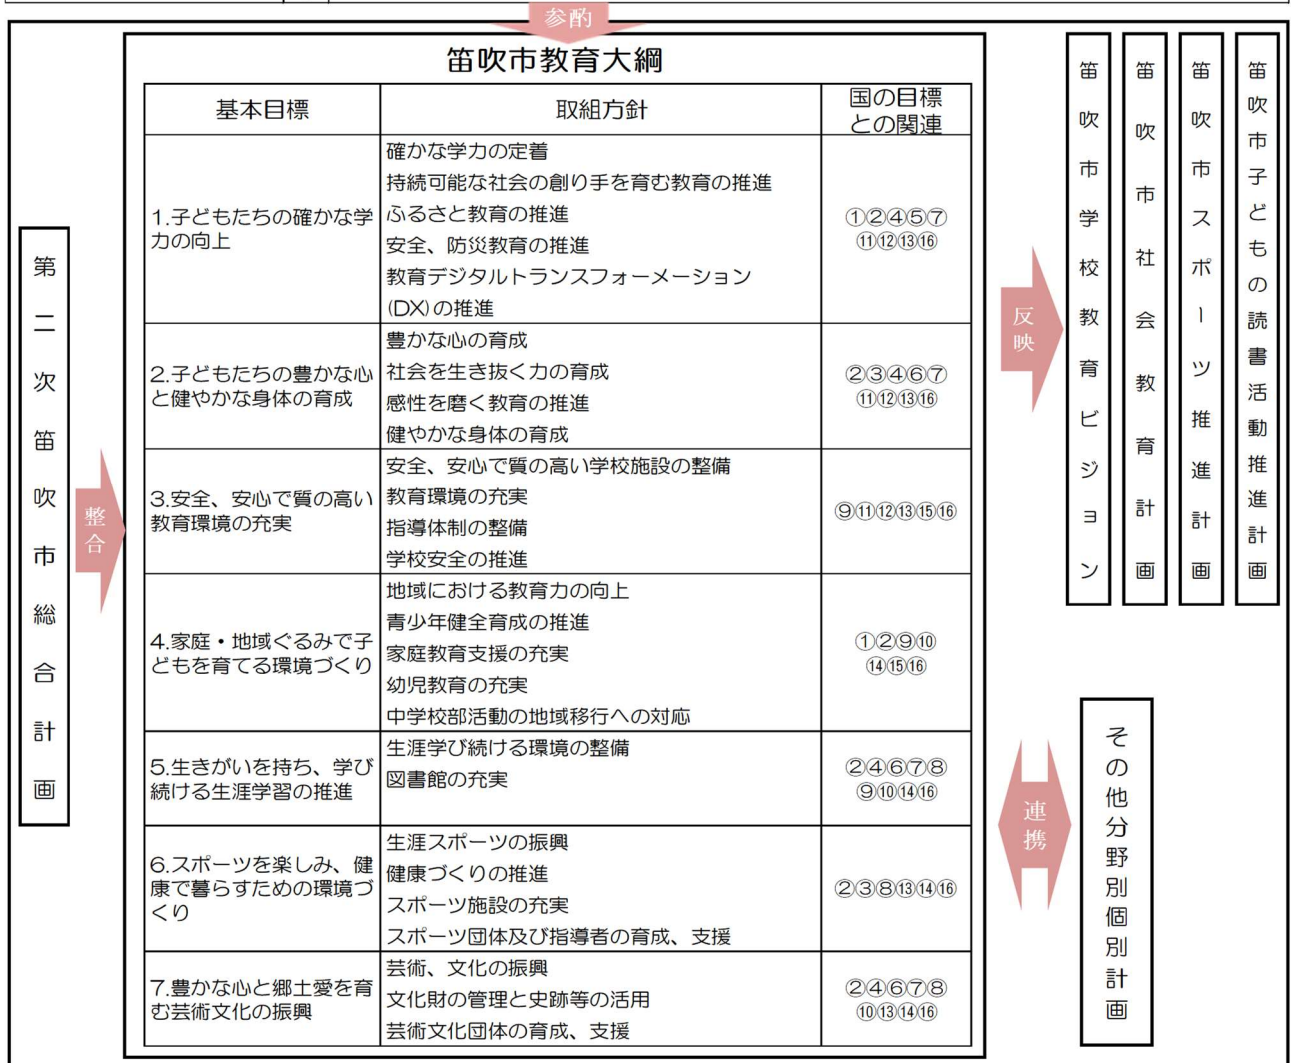 参酌
笛吹市教育大綱
基本目標
取組方針
国の目標
との関連
1.子どもたちの確かな学
力の向上
確かな学力の定着
持続可能な社会の創り手を育む教育の推進
ふるさと教育の推進
安全、防災教育の推進
教育デジタルトランスフォーメーション
(DX)の推進
①②④⑤⑦
⑪⑫⑬⑯
2.子どもたちの豊かな心
と健やかな身体の育成
豊かな心の育成
社会を生き抜く力の育成
感性を磨く教育の推進
健やかな身体の育成
②③④⑥⑦
⑪⑫⑬⑯
3.安全、安心で質の高い
教育環境の充実
安全、安心で質の高い学校施設の整備
教育環境の充実
指導体制の整備
学校安全の推進
⑨⑪⑫⑬⑮⑯
4.家庭・地域ぐるみで子
どもを育てる環境づくり
地域における教育力の向上
青少年健全育成の推進
家庭教育支援の充実
幼児教育の充実
中学校部活動の地域移行への対応
①②⑨⑩
⑭⑮⑯
5.生きがいを持ち、学び
続ける生涯学習の推進
生涯学び続ける環境の整備
図書館の充実
②④⑥⑦⑧
⑨⑩⑭⑯
6.スポーツを楽しみ、健
康で暮らすための環境づ
くり
生涯スポーツの振興
健康づくりの推進
スポーツ施設の充実
スポーツ団体及び指導者の育成、支援
②③⑧⑬⑭⑯
7.豊かな心と郷土愛を育
む芸術文化の振興
芸術、文化の振興
文化財の管理と史跡等の活用
芸術文化団体の育成、支援
②④⑥⑦⑧
⑩⑬⑭⑯
第二次笛吹市総合計画
整合
反映
笛吹市学校教育ビジョン
笛吹市社会教育計画
笛吹市スポーツ推進計画
笛吹市子どもの読書活動推進計画
連携
その他分野別個別計画